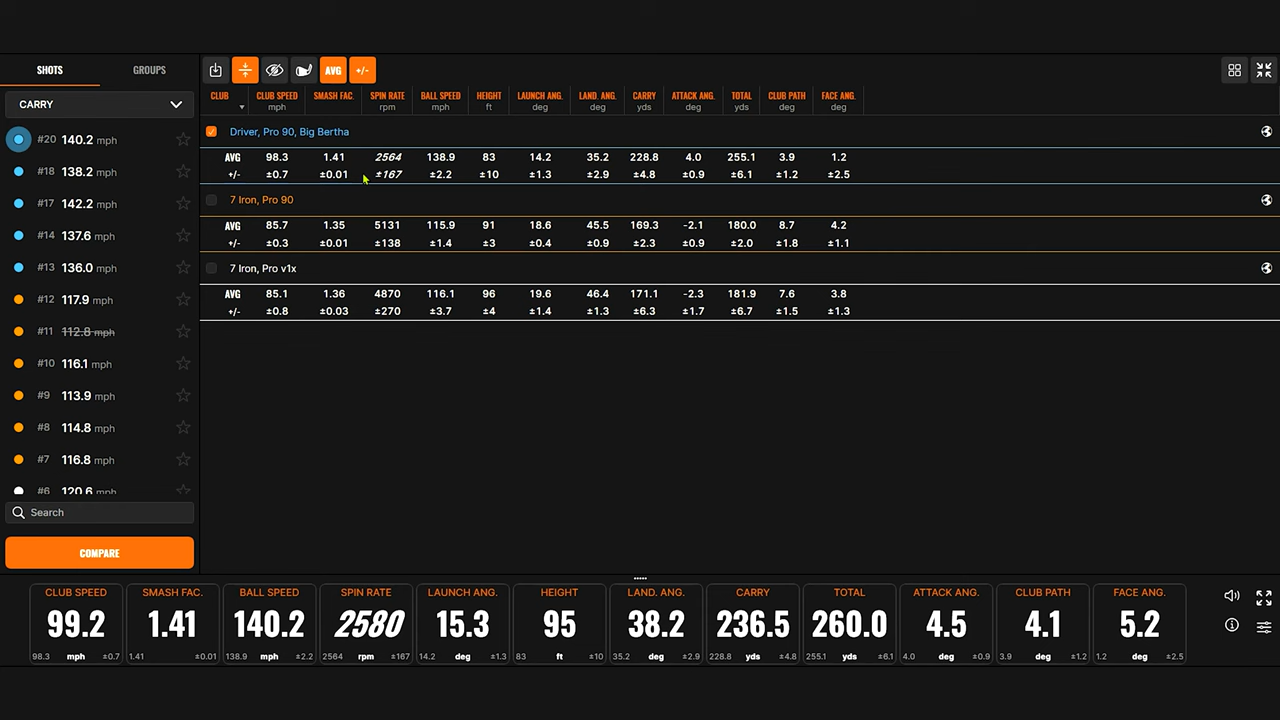 SHOTS GROUPS AVG +/-
CARRY
CLUB CLUB SPEED SMASH FAC. SPIN RATE BALL SPEED HEIGHT LAUNCH ANG. LAND. ANG. CARRY ATTACK ANG. TOTAL CLUB PATH FACE ANG.
mph rpm mph ft deg deg yds deg yds deg deg
#20 140.2 mph
#18 138.2 mph
#17 142.2 mph
#14 137.6 mph
#13 136.0 mph
#12 117.9 mph
#11 112.8 mph
#10 116.1 mph
#9 113.9 mph
#8 114.8 mph
#7 116.8 mph
#6 120.6 mph
Search
COMPARE
Driver, Pro 90, Big Bertha
AVG 98.3 1.41 2564 138.9 83 14.2 35.2 228.8 4.0 255.1 3.9 1.2
+/- ±0.7 ±0.01 ±167 ±2.2 ±10 ±1.3 ±2.9 ±4.8 ±0.9 ±6.1 ±1.2 ±2.5
7 Iron, Pro 90
AVG 85.7 1.35 5131 115.9 91 18.6 45.5 169.3 -2.1 180.0 8.7 4.2
+/- ±0.3 ±0.01 ±138 ±1.4 ±3 ±0.4 ±0.9 ±2.3 ±0.9 ±2.0 ±1.8 ±1.1
7 Iron, Pro v1x
AVG 85.1 1.36 4870 116.1 96 19.6 46.4 171.1 -2.3 181.9 7.6 3.8
+/- ±0.8 ±0.03 ±270 ±3.7 ±4 ±1.4 ±1.3 ±6.3 ±1.7 ±6.7 ±1.5 ±1.3
CLUB SPEED SMASH FAC. BALL SPEED SPIN RATE LAUNCH ANG. HEIGHT LAND. ANG. CARRY TOTAL ATTACK ANG. CLUB PATH FACE ANG.
99.2 1.41 140.2 2580 15.3 95 38.2 236.5 260.0 4.5 4.1 5.2
98.3 mph ±0.7 1.41 ±0.01 138.9 mph ±2.2 2564 rpm ±167 14.2 deg ±1.3 83 ft ±10 35.2 deg ±2.9 228.8 yds ±4.8 255.1 yds ±6.1 4.0 deg ±0.9 3.9 deg ±1.2 1.2 deg ±2.5